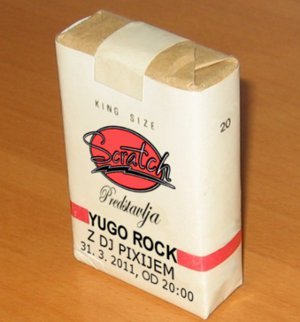 KING SIZE
Scratch
Predstavlja
YUGO ROCK
Z DJ PIXIJEM
31. 3. 2011, OD 20:00
20